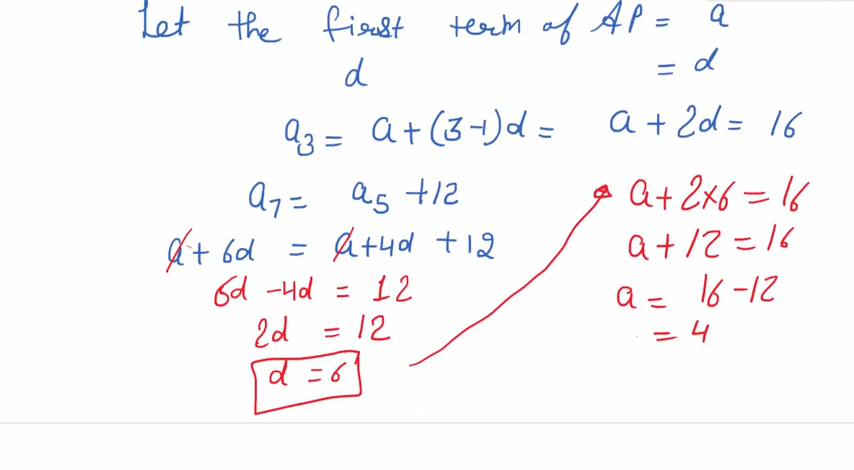 Let the first term of AP = a
d = d
a3 = a + (3-1)d = a + 2d = 16
a7 = a5 + 12
a + 6d = a + 4d + 12
6d - 4d = 12
2d = 12
d = 6
a + 2×6 = 16
a + 12 = 16
a = 16 - 12
= 4